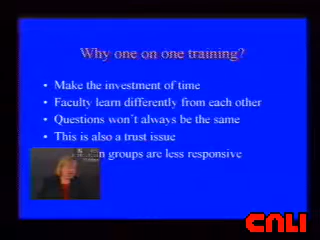 Why one on one training?
• Make the investment of time
• Faculty learn differently from each other
• Questions won't always be the same
• This is also a trust issue
groups are less responsive
CNLI